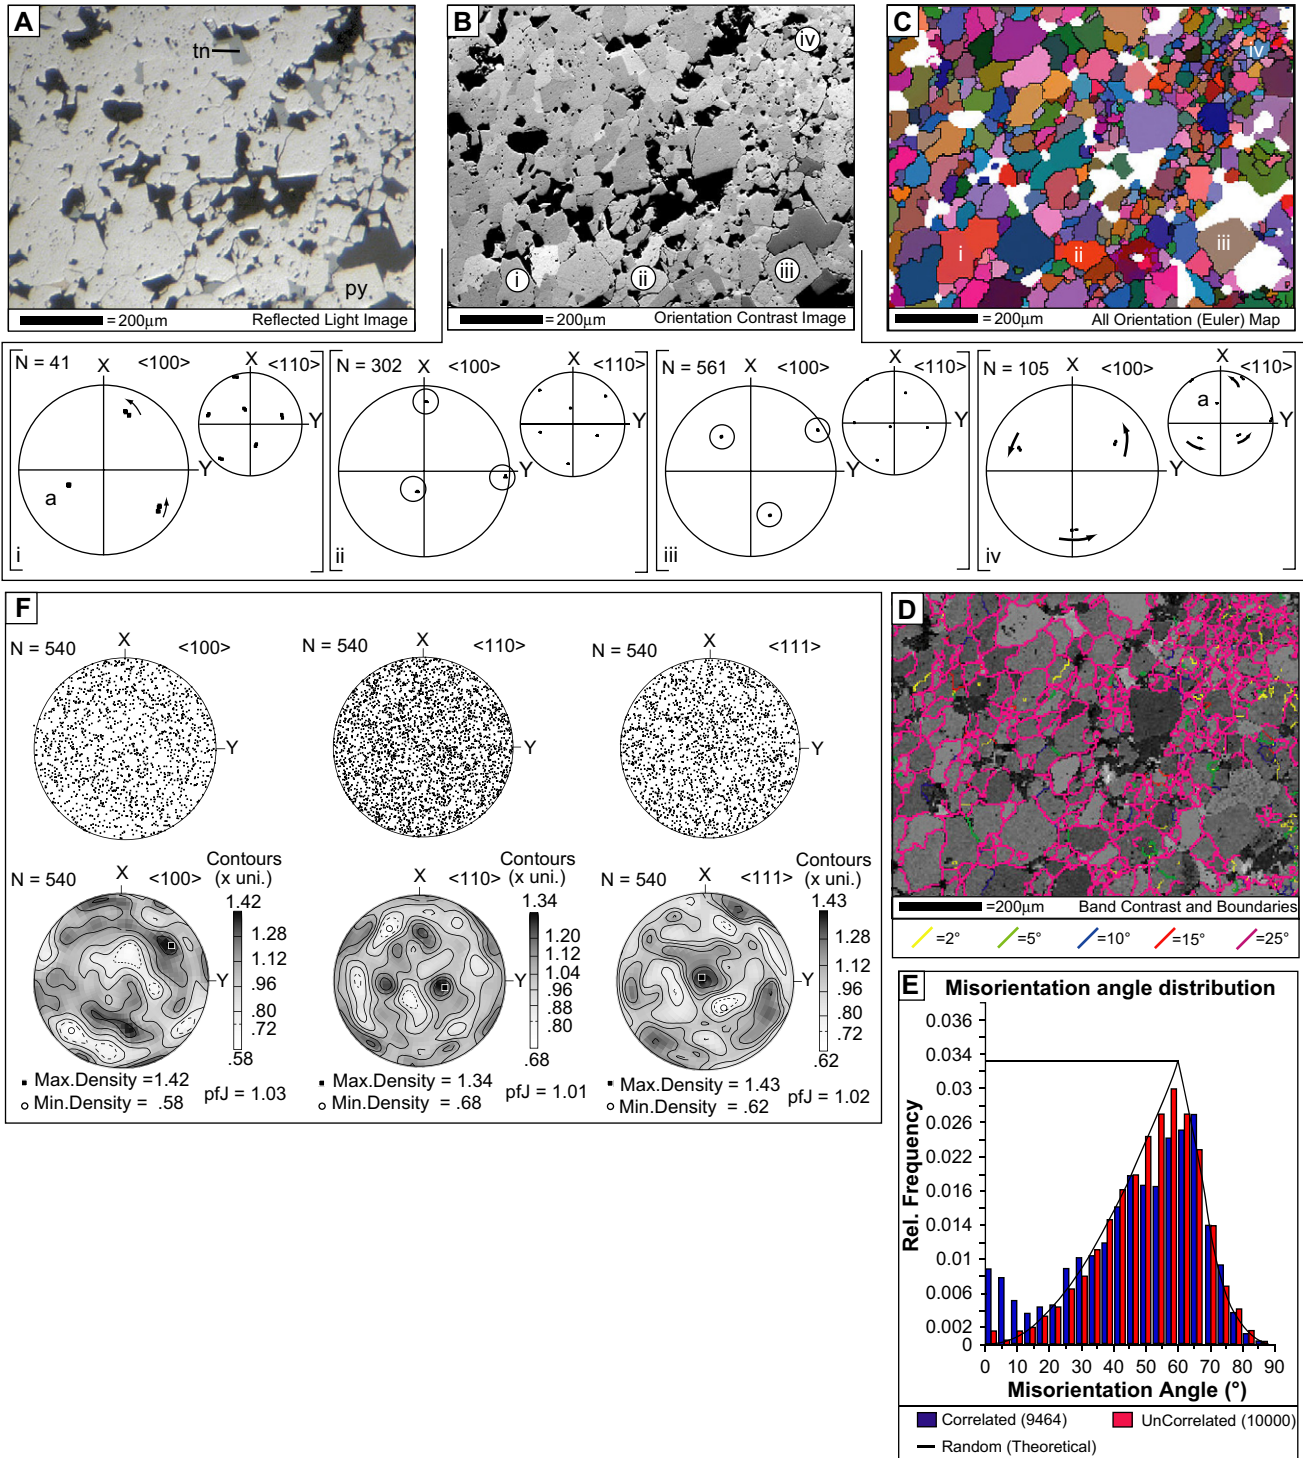 A
tn
py
=200µm
Reflected Light Image
B
iv
i
ii
iii
=200µm
Orientation Contrast Image
C
iv
i
ii
iii
=200µm
All Orientation (Euler) Map
N = 41
X
<100>
<110>
Y
Y
a
i
N = 302
X
<100>
<110>
Y
Y
ii
N = 561
X
<100>
<110>
Y
Y
iii
N = 105
X
<100>
X
<110>
a
Y
Y
iv
F
N = 540
X
<100>
Y
N = 540
X
<110>
Y
N = 540
X
<111>
Y
N = 540
X
<100>
Contours
(x uni.)
1.42
1.28
1.12
.96
.80
.72
.58
Y
Max.Density =1.42
Min.Density = .58
pfJ = 1.03
N = 540
X
<110>
Contours
(x uni.)
1.34
1.20
1.12
1.04
.96
.88
.80
.68
Y
Max.Density = 1.34
Min.Density = .68
pfJ = 1.01
N = 540
X
<111>
Contours
(x uni.)
1.43
1.28
1.12
.96
.80
.72
.62
Y
Max.Density = 1.43
Min.Density = .62
pfJ = 1.02
D
=200µm
Band Contrast and Boundaries
=2°
=5°
=10°
=15°
=25°
E
Misorientation angle distribution
Rel. Frequency
0.036
0.034
0.03
0.026
0.022
0.016
0.014
0.01
0.006
0.002
0
0 10 20 30 40 50 60 70 80 90
Misorientation Angle (°)
Correlated (9464)
UnCorrelated (10000)
Random (Theoretical)